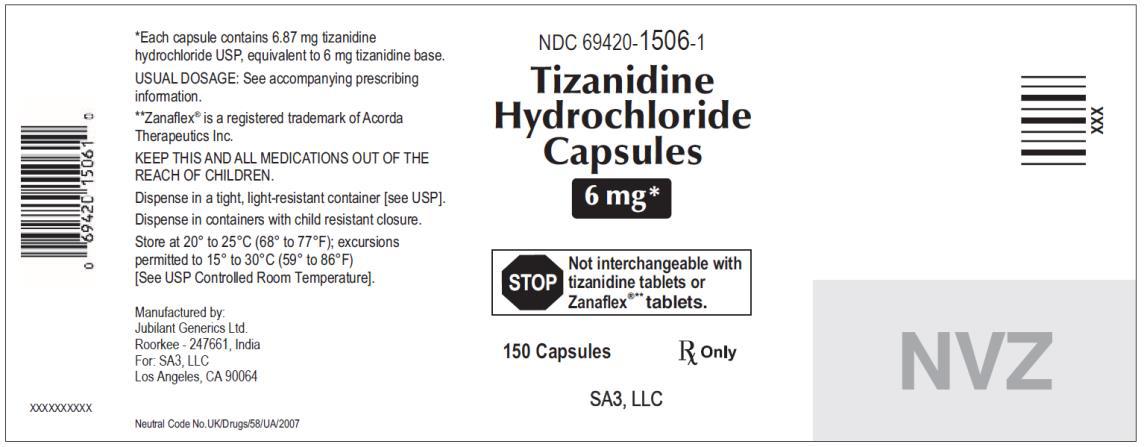 *Each capsule contains 6.87 mg tizanidine
hydrochloride USP, equivalent to 6 mg tizanidine base.
USUAL DOSAGE: See accompanying prescribing
information.
**Zanaflex® is a registered trademark of Acorda
Therapeutics Inc.
KEEP THIS AND ALL MEDICATIONS OUT OF THE
REACH OF CHILDREN.
Dispense in a tight, light-resistant container [see USP].
Dispense in containers with child resistant closure.
Store at 20° to 25°C (68° to 77°F); excursions
permitted to 15° to 30°C (59° to 86°F)
[See USP Controlled Room Temperature].
Manufactured by:
Jubilant Generics Ltd.
Roorkee - 247661, India
For: SA3, LLC
Los Angeles, CA 90064
Neutral Code No.UK/Drugs/58/UA/2007
0 69420 15061 0
XXXXXXXXXX
NDC 69420-1506-1
Tizanidine
Hydrochloride
Capsules
6 mg*
STOP
Not interchangeable with
tizanidine tablets or
Zanaflex®** tablets.
150 Capsules
℞ Only
SA3, LLC
XXX
NVZ